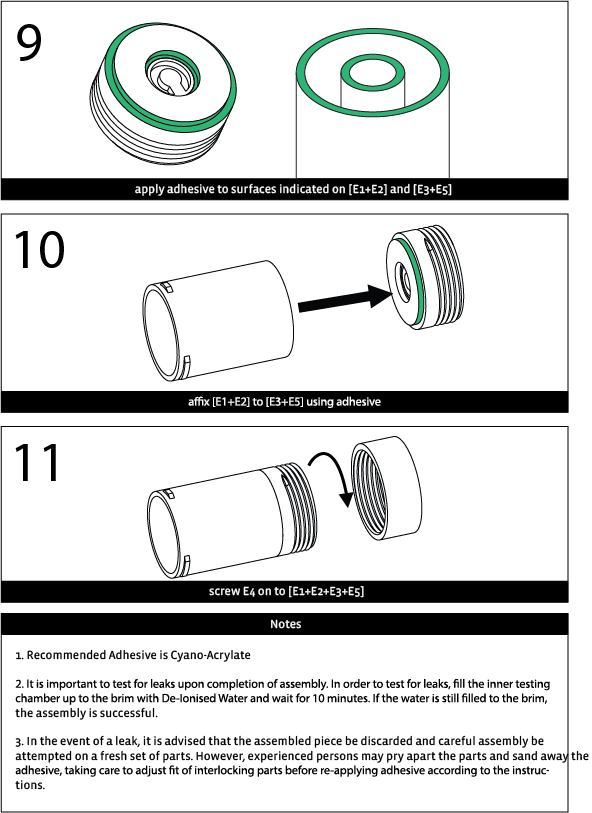 9
apply adhesive to surfaces indicated on [E1+E2] and [E3+E5]
10
affix [E1+E2] to [E3+E5] using adhesive
11
screw E4 on to [E1+E2+E3+E5]
Notes
1. Recommended Adhesive is Cyano-Acrylate
2. It is important to test for leaks upon completion of assembly. In order to test for leaks, fill the inner testing
chamber up to the brim with De-Ionised Water and wait for 10 minutes. If the water is still filled to the brim,
the assembly is successful.
3. In the event of a leak, it is advised that the assembled piece be discarded and careful assembly be
attempted on a fresh set of parts. However, experienced persons may pry apart the parts and sand away the
adhesive, taking care to adjust fit of interlocking parts before re-applying adhesive according to the instruc-
tions.